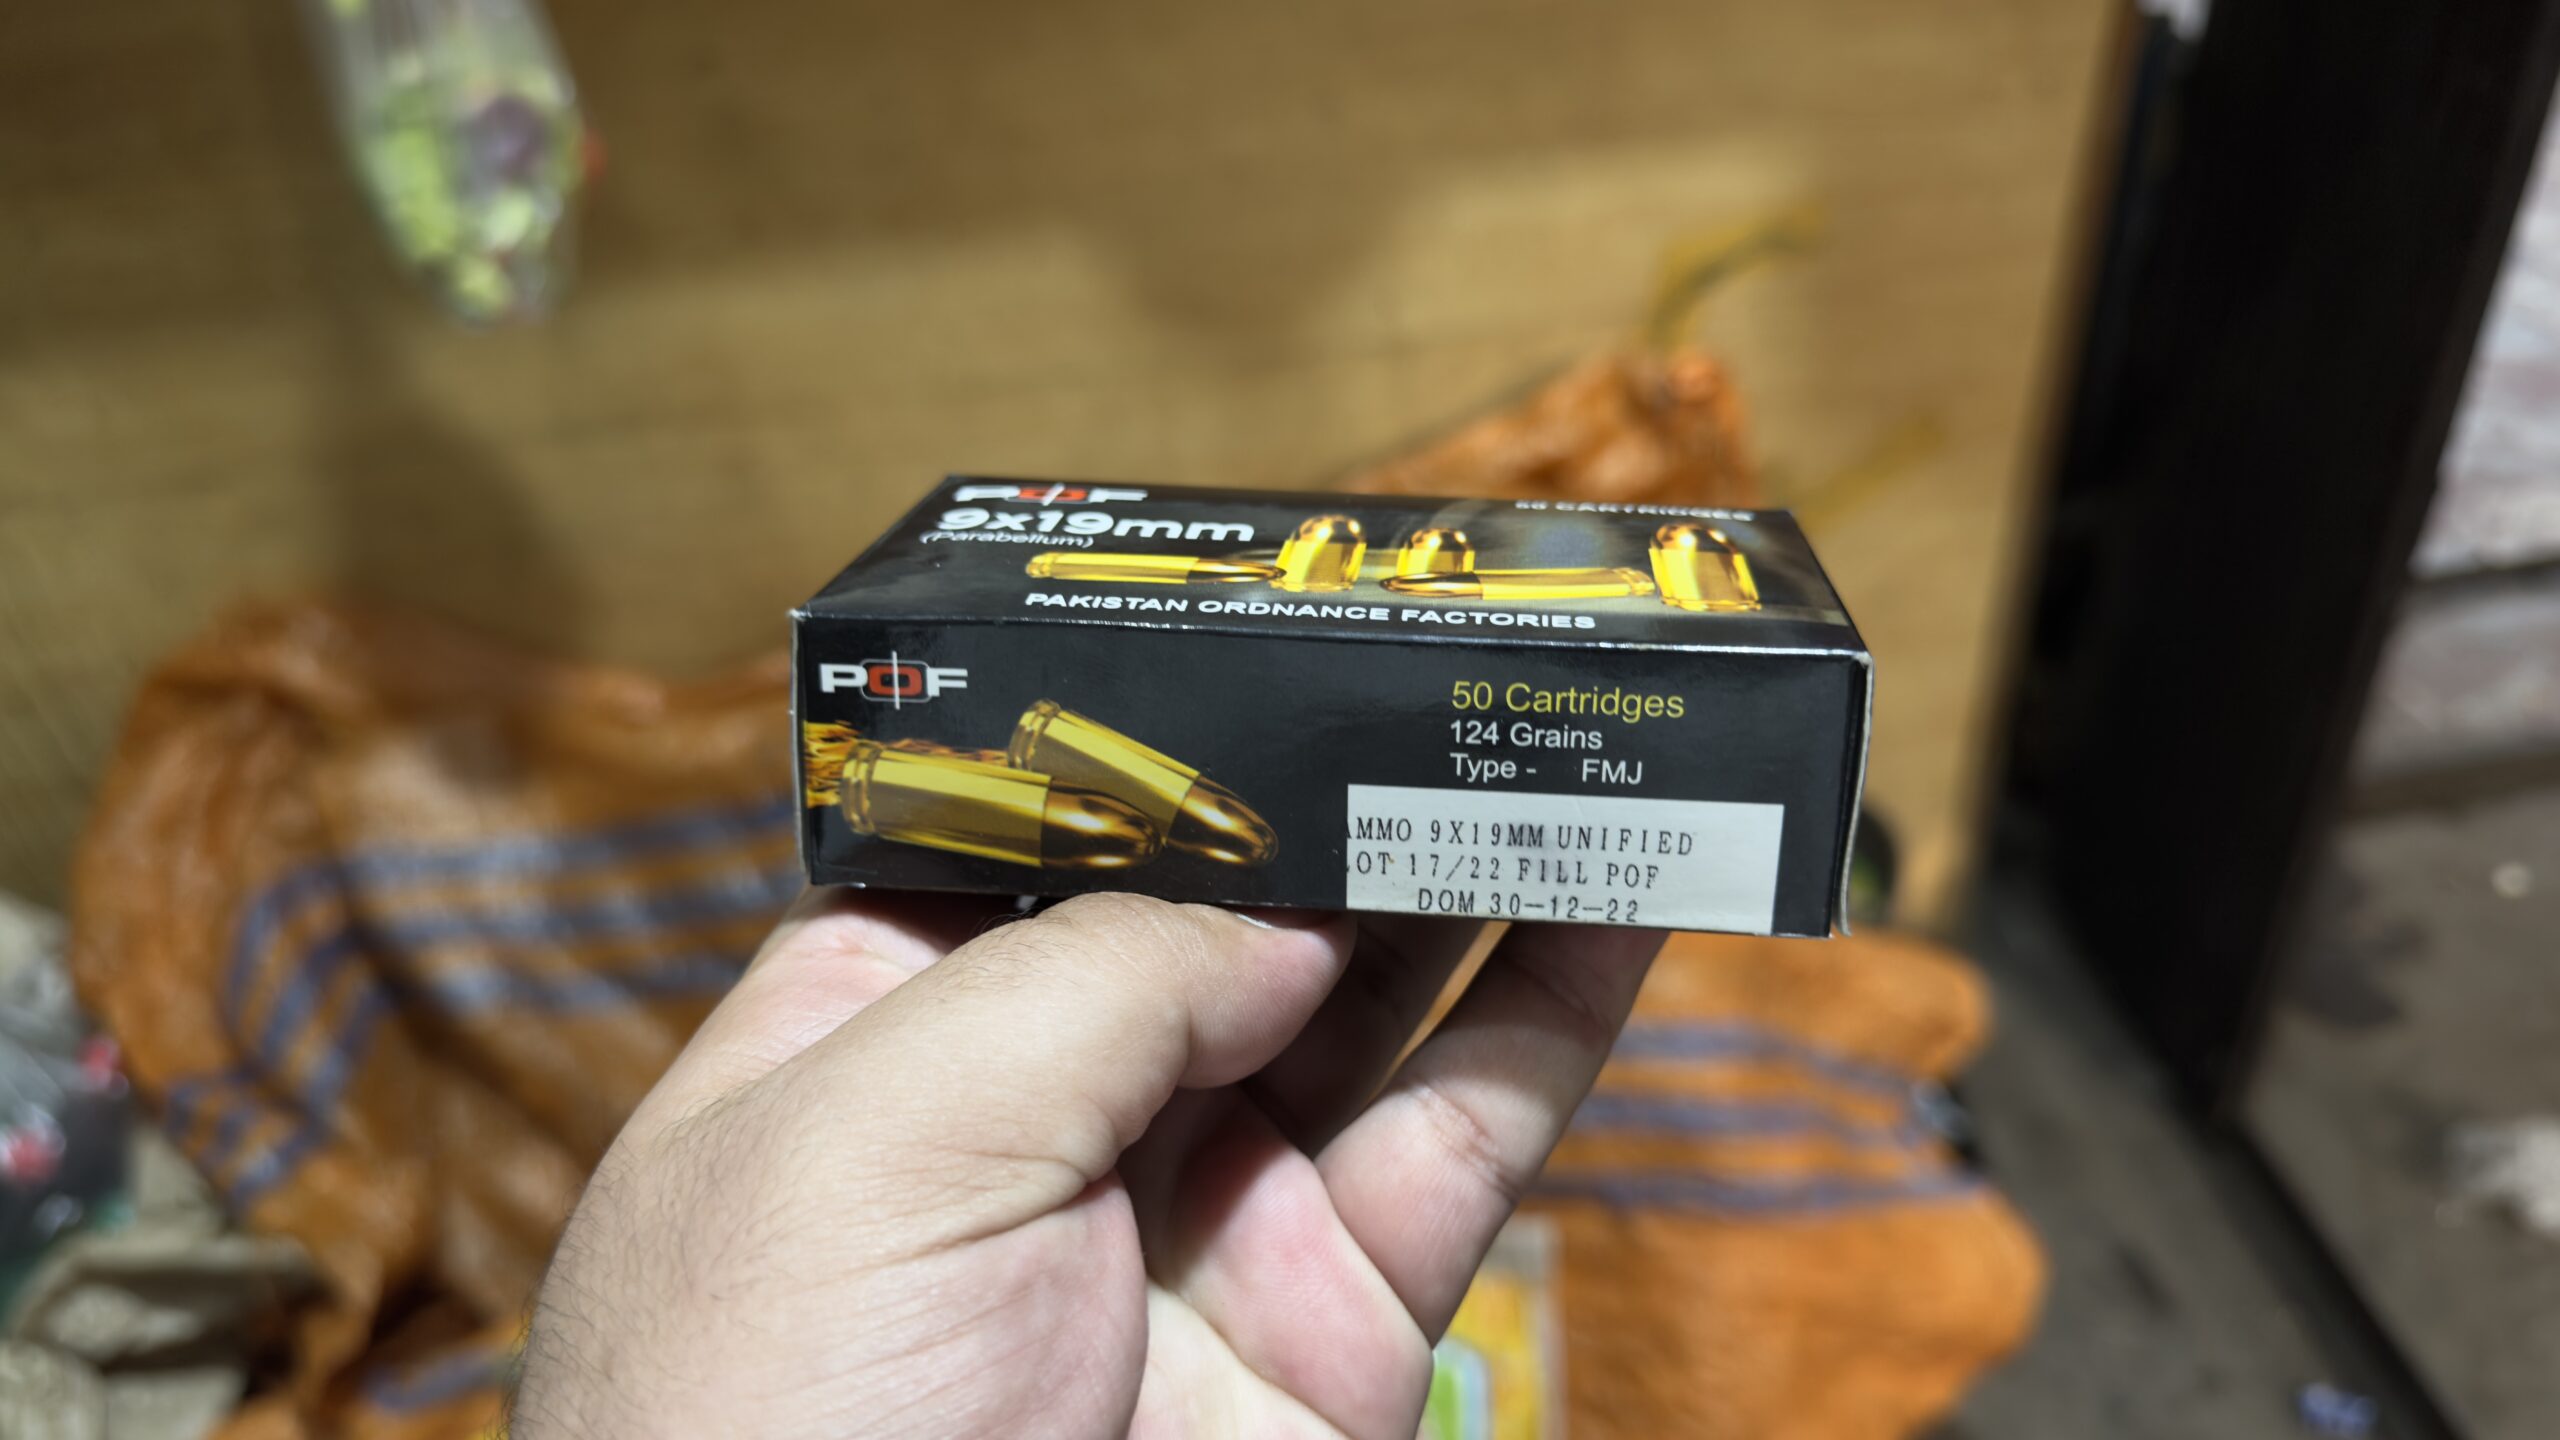 POF
50 CARTRIDGES
9x19mm
(Parabellum)
PAKISTAN ORDNANCE FACTORIES
POF
50 Cartridges
124 Grains
Type - FMJ
AMMO 9X19MM UNIFIED
LOT 17/22 FILL POF
DOM 30-12-22